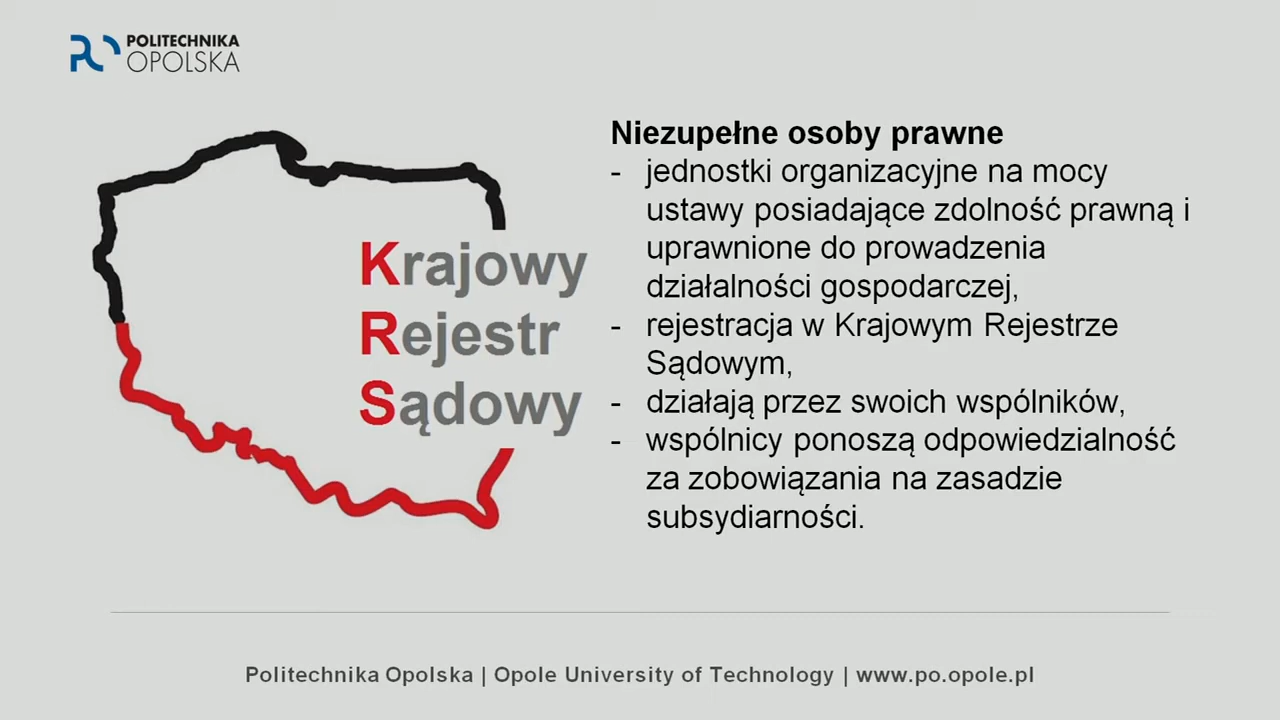 POLITECHNIKA
OPOLSKA
Krajowy
Rejestr
Sądowy
Niezupełne osoby prawne
- jednostki organizacyjne na mocy
ustawy posiadające zdolność prawną i
uprawnione do prowadzenia
działalności gospodarczej,
- rejestracja w Krajowym Rejestrze
Sądowym,
- działają przez swoich wspólników,
- wspólnicy ponoszą odpowiedzialność
za zobowiązania na zasadzie
subsydiarności.
Politechnika Opolska | Opole University of Technology | www.po.opole.pl